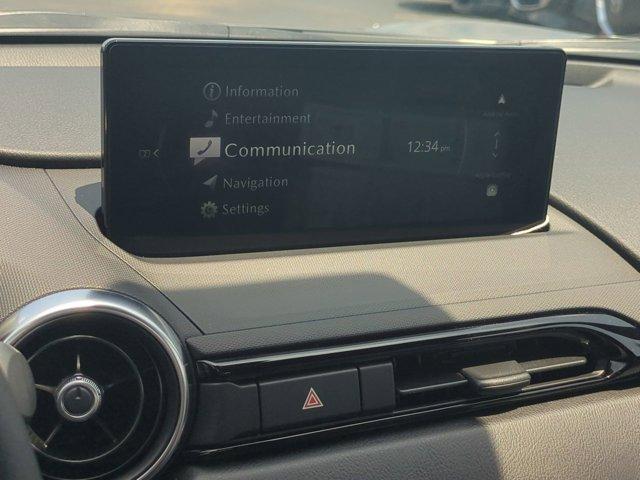 Information
Entertainment
Communication
12:34 pm
Navigation
Settings